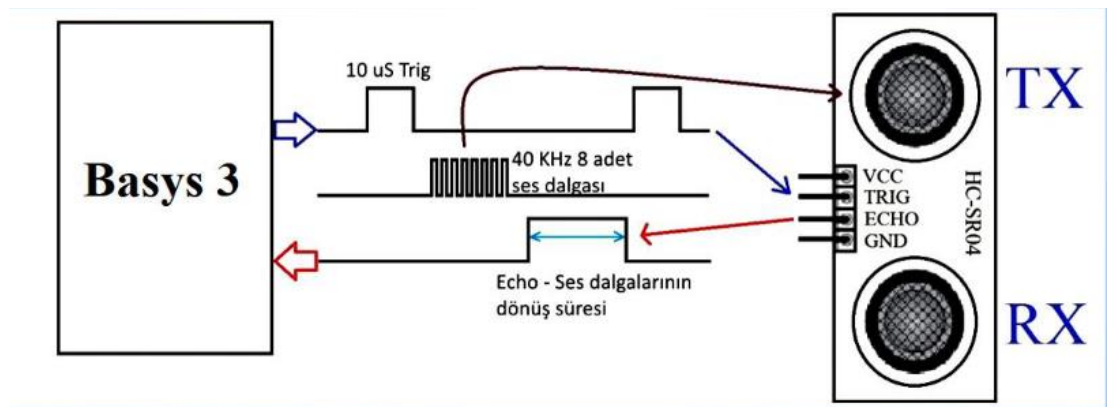 10 uS Trig
TX
Basys 3
40 KHz 8 adet
ses dalgası
VCC
TRIG
ECHO
GND
HC-SR04
Echo - Ses dalgalarının
dönüş süresi
RX